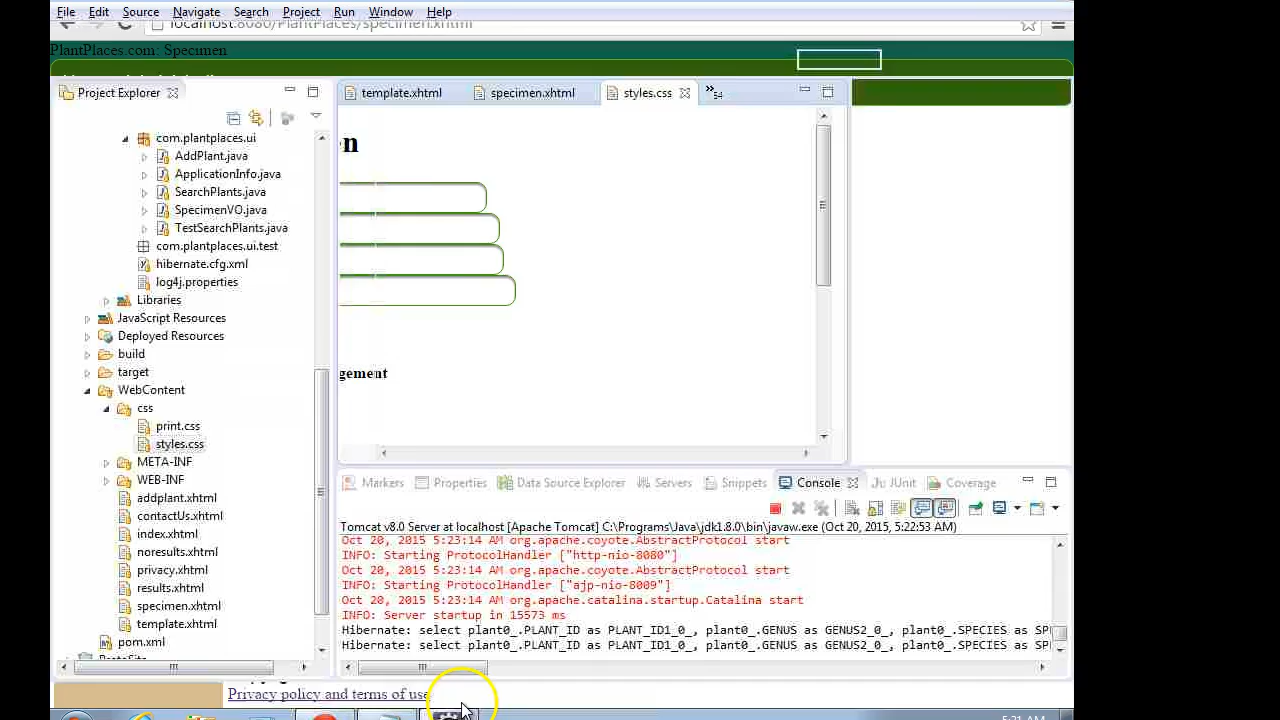 File Edit Source Navigate Search Project Run Window Help
localhost:8080/PlantPlaces/specimen.xhtml
PlantPlaces.com: Specimen
Project Explorer
template.xhtml
specimen.xhtml
styles.css
54
com.plantplaces.ui
AddPlant.java
ApplicationInfo.java
SearchPlants.java
SpecimenVO.java
TestSearchPlants.java
com.plantplaces.ui.test
hibernate.cfg.xml
log4j.properties
Libraries
JavaScript Resources
Deployed Resources
build
target
WebContent
css
print.css
styles.css
META-INF
WEB-INF
addplant.xhtml
contactUs.xhtml
index.xhtml
noresults.xhtml
privacy.xhtml
results.xhtml
specimen.xhtml
template.xhtml
pom.xml
en
gement
Markers Properties Data Source Explorer Servers Snippets Console JUnit Coverage
Tomcat v8.0 Server at localhost [Apache Tomcat] C:\Programs\Java\jdk1.8.0\bin\javaw.exe (Oct 20, 2015, 5:22:53 AM)
Oct 20, 2015 5:23:14 AM org.apache.coyote.AbstractProtocol start
INFO: Starting ProtocolHandler ["http-nio-8080"]
Oct 20, 2015 5:23:14 AM org.apache.coyote.AbstractProtocol start
INFO: Starting ProtocolHandler ["ajp-nio-8009"]
Oct 20, 2015 5:23:14 AM org.apache.catalina.startup.Catalina start
INFO: Server startup in 15573 ms
Hibernate: select plant0_.PLANT_ID as PLANT_ID1_0_, plant0_.GENUS as GENUS2_0_, plant0_.SPECIES as SPE
Hibernate: select plant0_.PLANT_ID as PLANT_ID1_0_, plant0_.GENUS as GENUS2_0_, plant0_.SPECIES as SPE
Privacy policy and terms of use